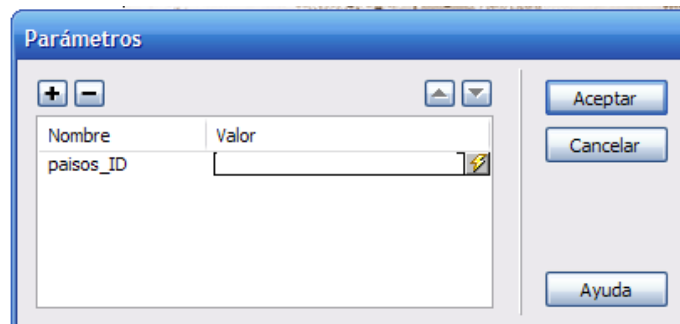 Parámetros
Aceptar
Nombre Valor
Cancelar
paisos_ID
Ayuda